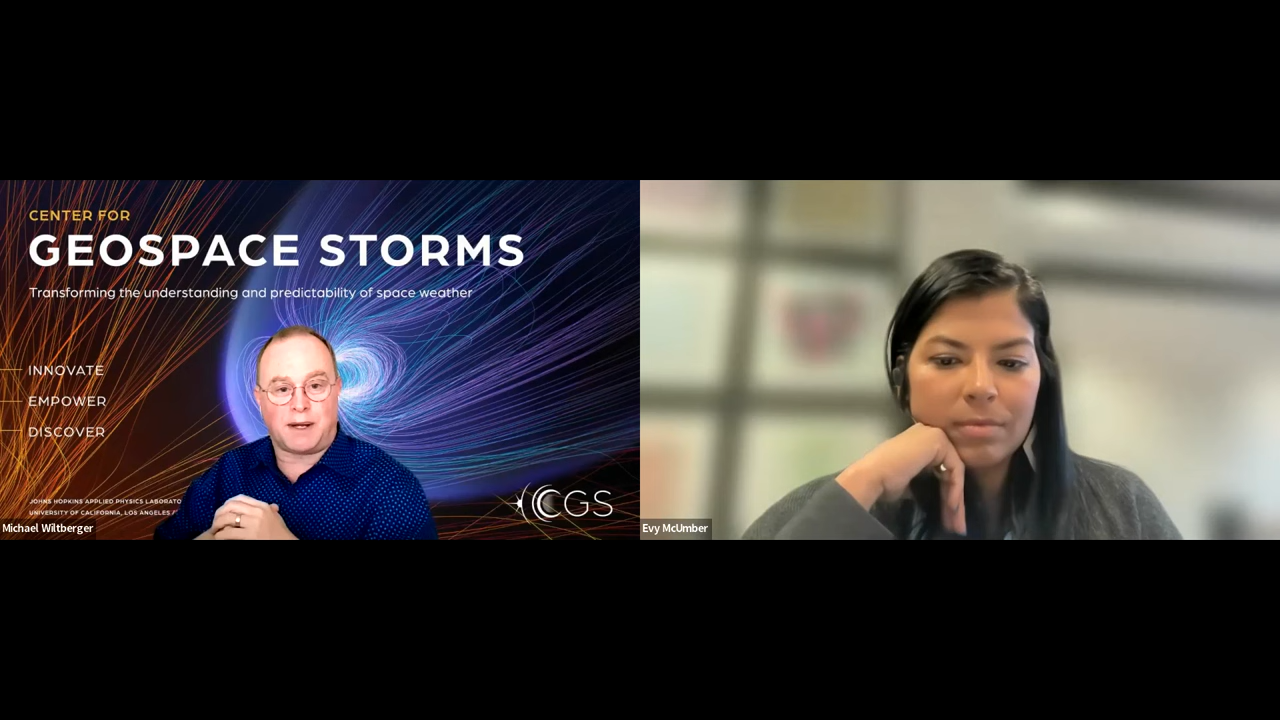 CENTER FOR
GEOSPACE STORMS
Transforming the understanding and predictability of space weather
INNOVATE
EMPOWER
DISCOVER
JOHNS HOPKINS APPLIED PHYSICS
UNIVERSITY OF CALIFORNIA, LOS ANGELES
CGS
Michael Wiltberger
Evy McUmber